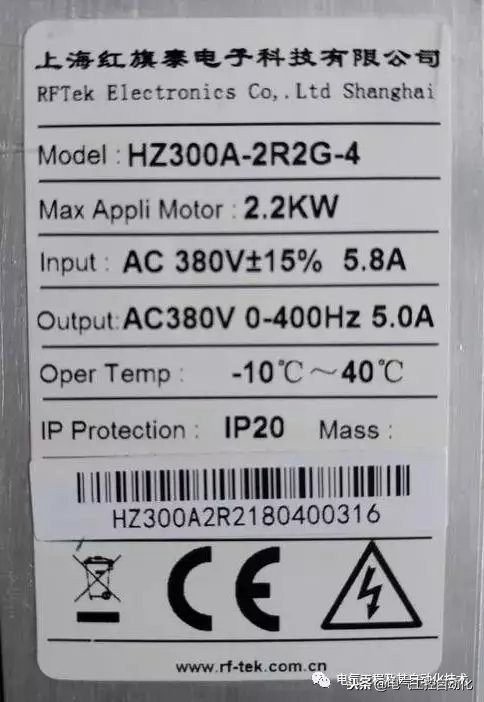 上海红旗泰电子科技有限公司
RFTek Electronics Co,.Ltd Shanghai
Model : HZ300A-2R2G-4
Max Appli Motor : 2.2KW
Input : AC 380V±15% 5.8A
Output: AC380V 0-400Hz 5.0A
Oper Temp : -10℃～40℃
IP Protection : IP20 Mass :
HZ300A2R2180400316
CE
www.rf-tek.com.cn